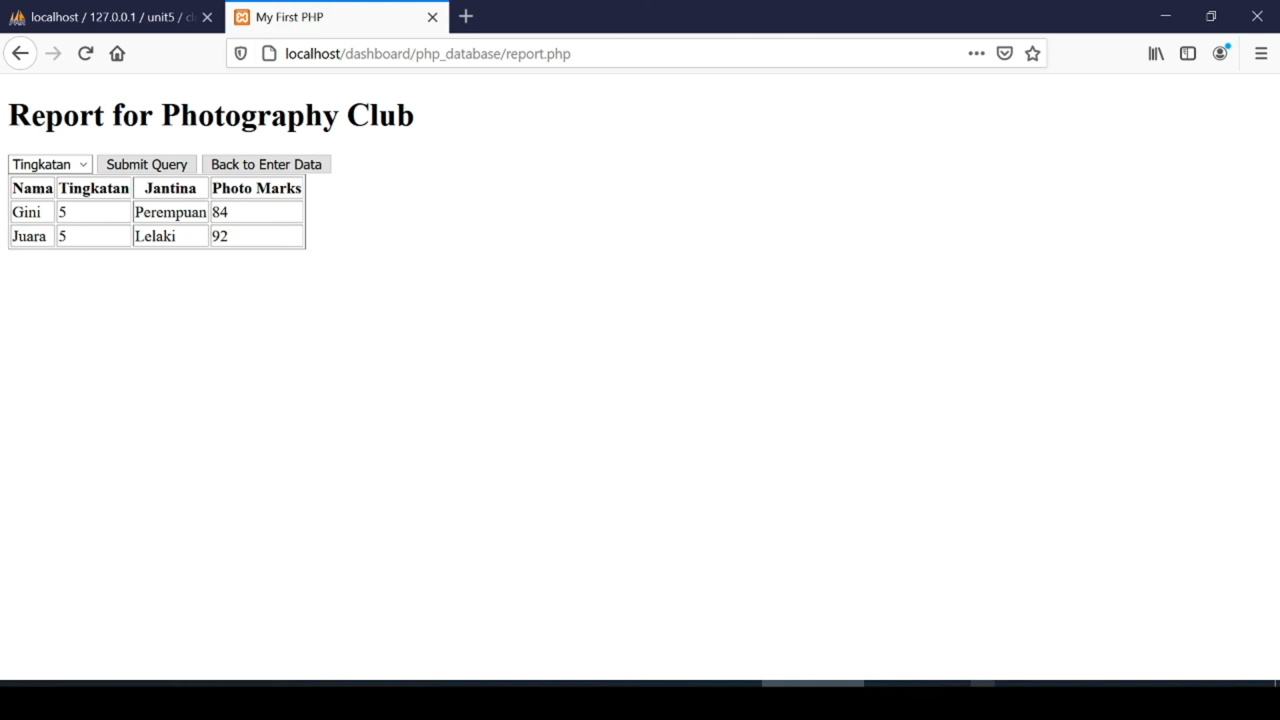 localhost / 127.0.0.1 / unit5 /
My First PHP
localhost/dashboard/php_database/report.php
Report for Photography Club
Tingkatan Submit Query Back to Enter Data
Nama Tingkatan Jantina Photo Marks
Gini 5 Perempuan 84
Juara 5 Lelaki 92